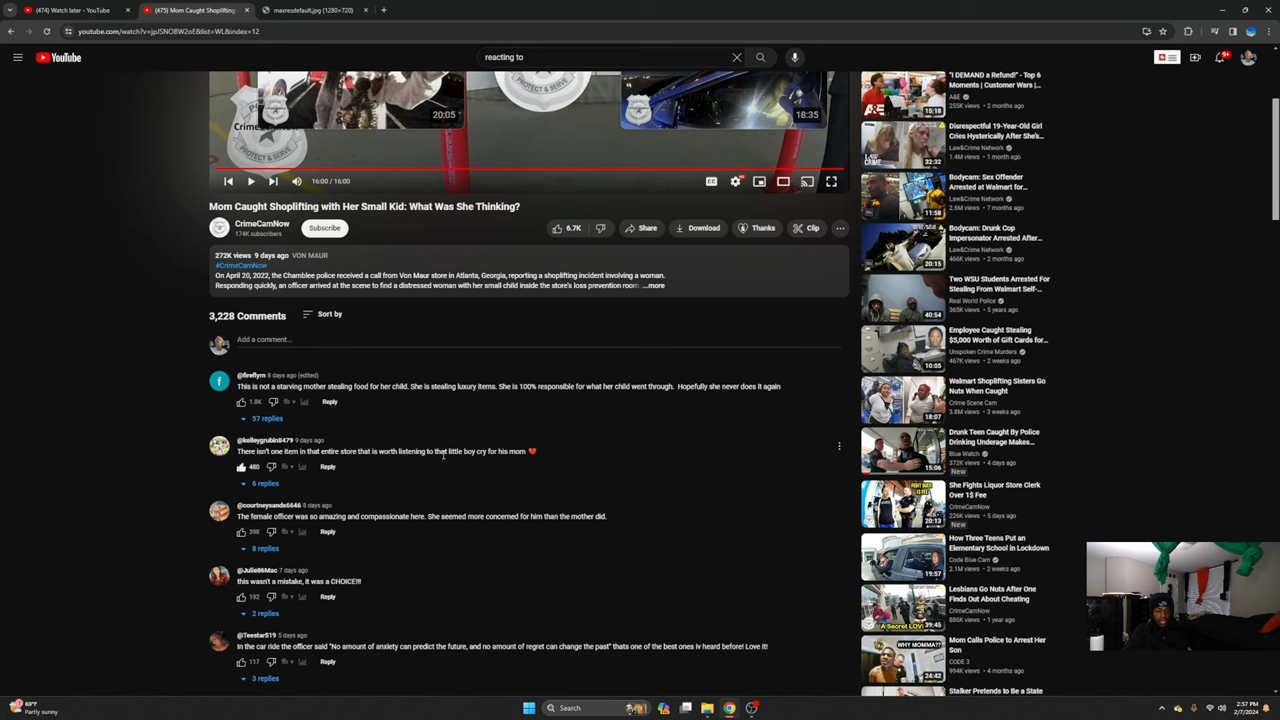 (474) Watch later - YouTube
(475) Mom Caught Shoplifting
maxresdefault.jpg (1280×720)
youtube.com/watch?v=jpJSNOBW2oE&list=WL&index=12
YouTube
reacting to
9+
PROTECT & SERVE
20:05
PROTECT & SERVE
18:35
CrimeCamNow
PROTECT & SERVE
16:00 / 16:00
Mom Caught Shoplifting with Her Small Kid: What Was She Thinking?
CrimeCamNow
174K subscribers
Subscribe
6.7K
Share
Download
Thanks
Clip
272K views 9 days ago VON MAUR
#CrimeCamNow
On April 20, 2022, the Chamblee police received a call from Von Maur store in Atlanta, Georgia, reporting a shoplifting incident involving a woman.
Responding quickly, an officer arrived at the scene to find a distressed woman with her small child inside the store's loss prevention room. ...more
3,228 Comments
Sort by
Add a comment...
@fireflyrn 8 days ago (edited)
This is not a starving mother stealing food for her child. She is stealing luxury items. She is 100% responsible for what her child went through. Hopefully she never does it again
1.8K
Reply
57 replies
@kelleygrubin8479 9 days ago
There isn't one item in that entire store that is worth listening to that little boy cry for his mom 💔
480
Reply
6 replies
@courtneysands6646 8 days ago
The female officer was so amazing and compassionate here. She seemed more concerned for him than the mother did.
398
Reply
8 replies
@Julie86Mac 7 days ago
this wasn't a mistake, it was a CHOICE!!!
192
Reply
2 replies
@Teestar519 5 days ago
In the car ride the officer said "No amount of anxiety can predict the future, and no amount of regret can change the past" thats one of the best ones iv heard before! Love it!
117
Reply
3 replies
"I DEMAND a Refund!" - Top 6
Moments | Customer Wars |...
A&E
255K views • 2 months ago
15:18
Disrespectful 19-Year-Old Girl
Cries Hysterically After She's...
Law&Crime Network
1.4M views • 1 month ago
32:32
Bodycam: Sex Offender
Arrested at Walmart for...
Law&Crime Network
2.6M views • 7 months ago
11:58
Bodycam: Drunk Cop
Impersonator Arrested After...
Law&Crime Network
466K views • 2 months ago
20:15
Two WSU Students Arrested For
Stealing From Walmart Self-...
Real World Police
365K views • 5 years ago
40:54
Employee Caught Stealing
$5,000 Worth of Gift Cards for...
Unspoken Crime Murders
467K views • 2 weeks ago
10:05
Walmart Shoplifting Sisters Go
Nuts When Caught
Crime Scene Cam
3.8M views • 3 weeks ago
18:07
Drunk Teen Caught By Police
Drinking Underage Makes...
Blue Watch
372K views • 4 days ago
New
15:06
She Fights Liquor Store Clerk
Over 1$ Fee
CrimeCamNow
226K views • 5 days ago
New
20:13
How Three Teens Put an
Elementary School in Lockdown
Code Blue Cam
2.1M views • 2 weeks ago
19:57
Lesbians Go Nuts After One
Finds Out About Cheating
CrimeCamNow
886K views • 1 year ago
A Secret LOV!
39:45
Mom Calls Police to Arrest Her
Son
CODE 3
994K views • 4 months ago
WHY MOMMA??
24:42
Stalker Pretends to Be a State
69°F
Partly sunny
Search
2:57 PM
2/7/2024